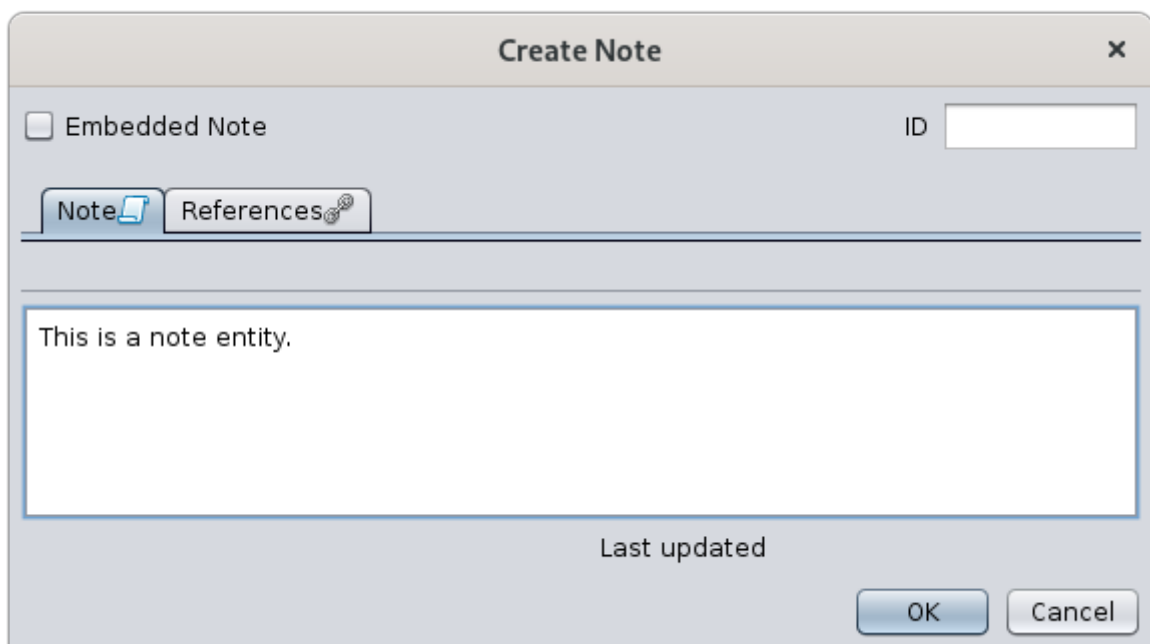 Create Note
Embedded Note ID
Note References
This is a note entity.
Last updated
OK Cancel